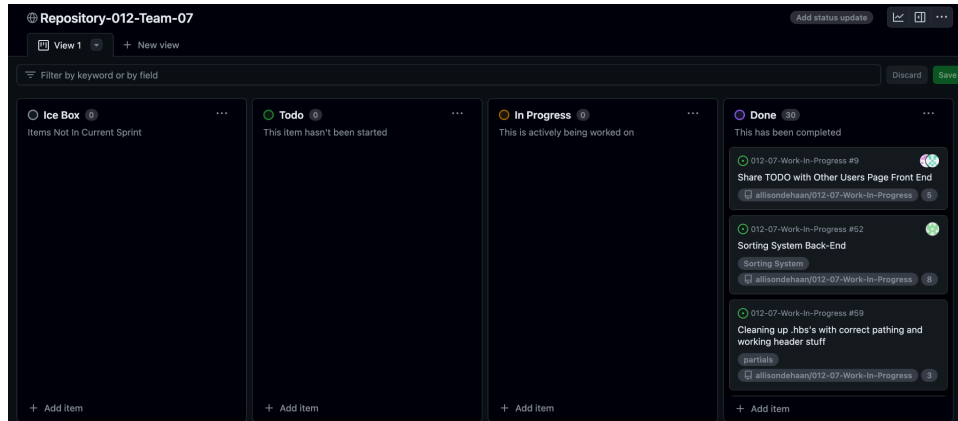 Repository-012-Team-07
Add status update
View 1
+ New view
Filter by keyword or by field
Discard
Save
Ice Box 0
Items Not In Current Sprint
+ Add item
Todo 0
This item hasn't been started
+ Add item
In Progress 0
This is actively being worked on
+ Add item
Done 30
This has been completed
012-07-Work-In-Progress #9
Share TODO with Other Users Page Front End
allisondehaan/012-07-Work-In-Progress 5
012-07-Work-In-Progress #52
Sorting System Back-End
Sorting System
allisondehaan/012-07-Work-In-Progress 8
012-07-Work-In-Progress #59
Cleaning up .hbs's with correct pathing and
working header stuff
partials
allisondehaan/012-07-Work-In-Progress 3
+ Add item